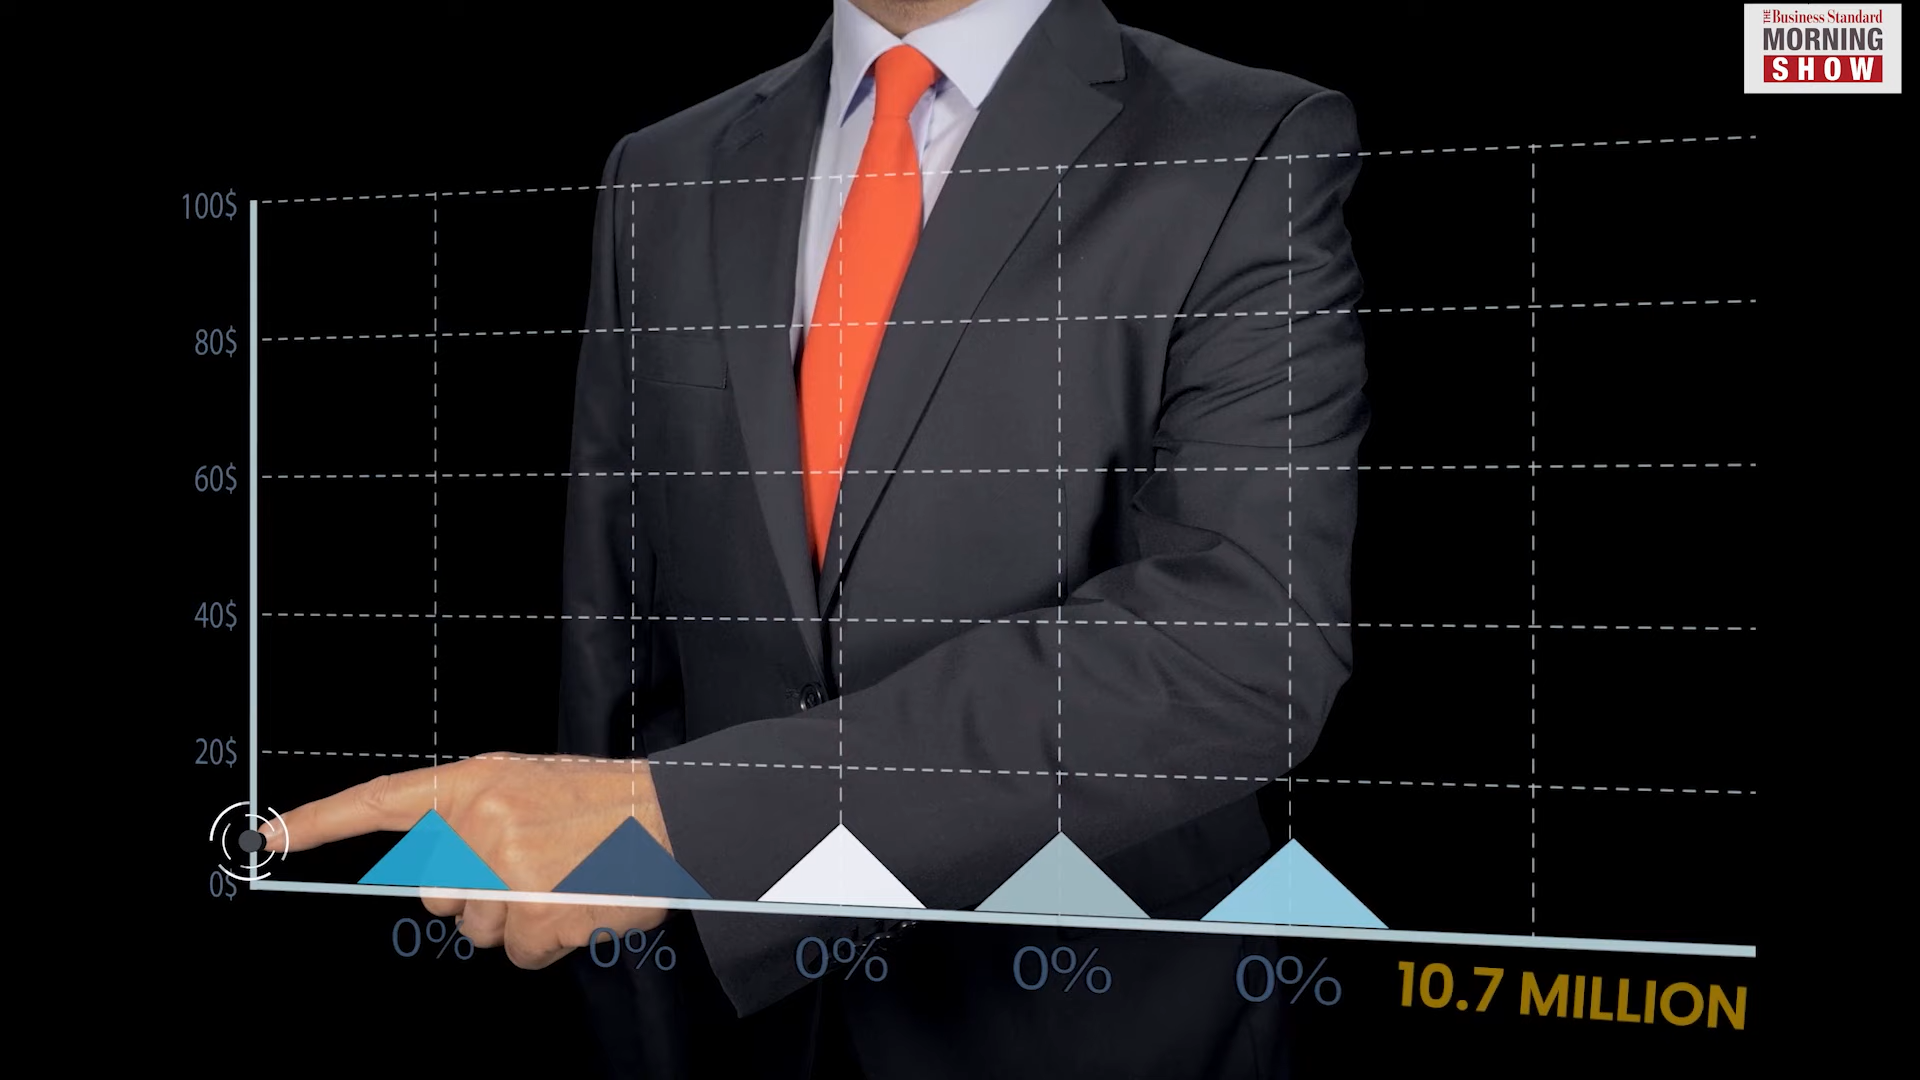 THE Business Standard
MORNING
SHOW
100$
80$
60$
40$
20$
0$
0%
0%
0%
0%
0%
10.7 MILLION